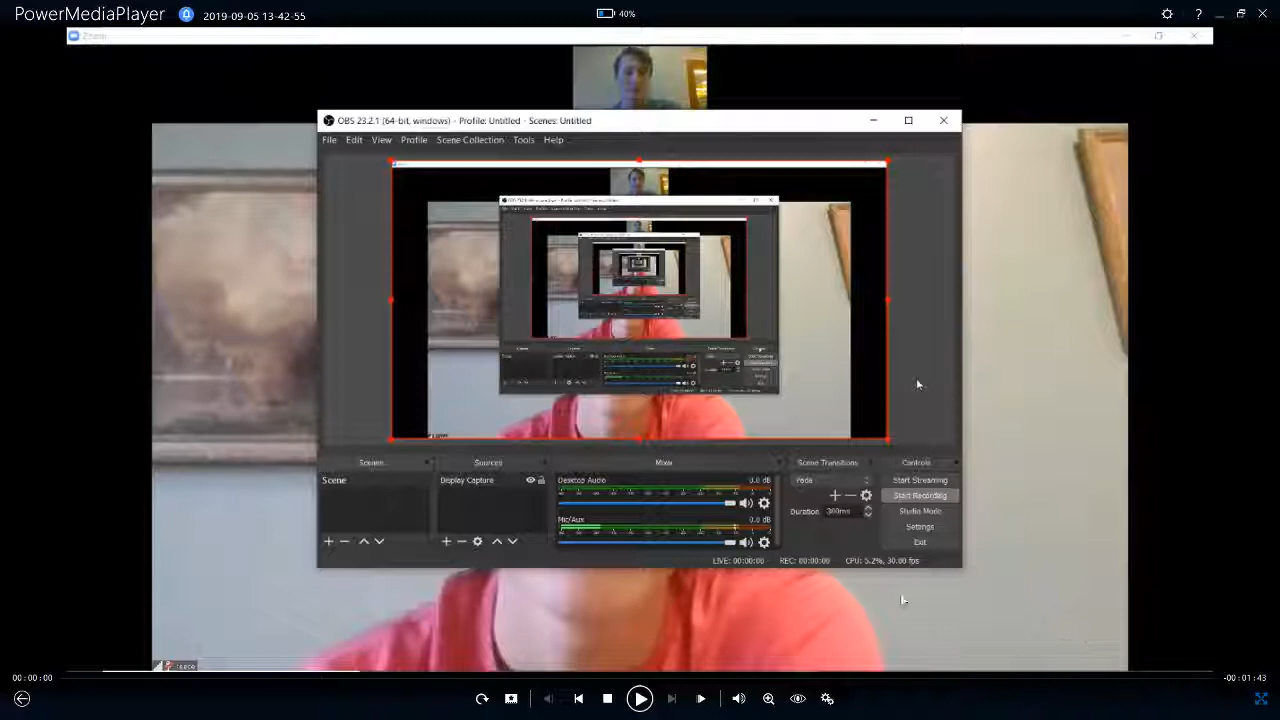 PowerMediaPlayer 2019-09-05 13-42-55 40% ?
Zoom
OBS 23.2.1 (64-bit, windows) - Profile: Untitled - Scenes: Untitled
File Edit View Profile Scene Collection Tools Help
Scenes Sources Mixer Scene Transitions Controls
Scene Display Capture Desktop Audio 0.0 dB Fade Start Streaming
Start Recording
Duration 300ms Studio Mode
Mic/Aux 0.0 dB Settings
Exit
LIVE: 00:00:00 REC: 00:00:00 CPU: 5.2%, 30.00 fps
reece
00:00:00 -00:01:43